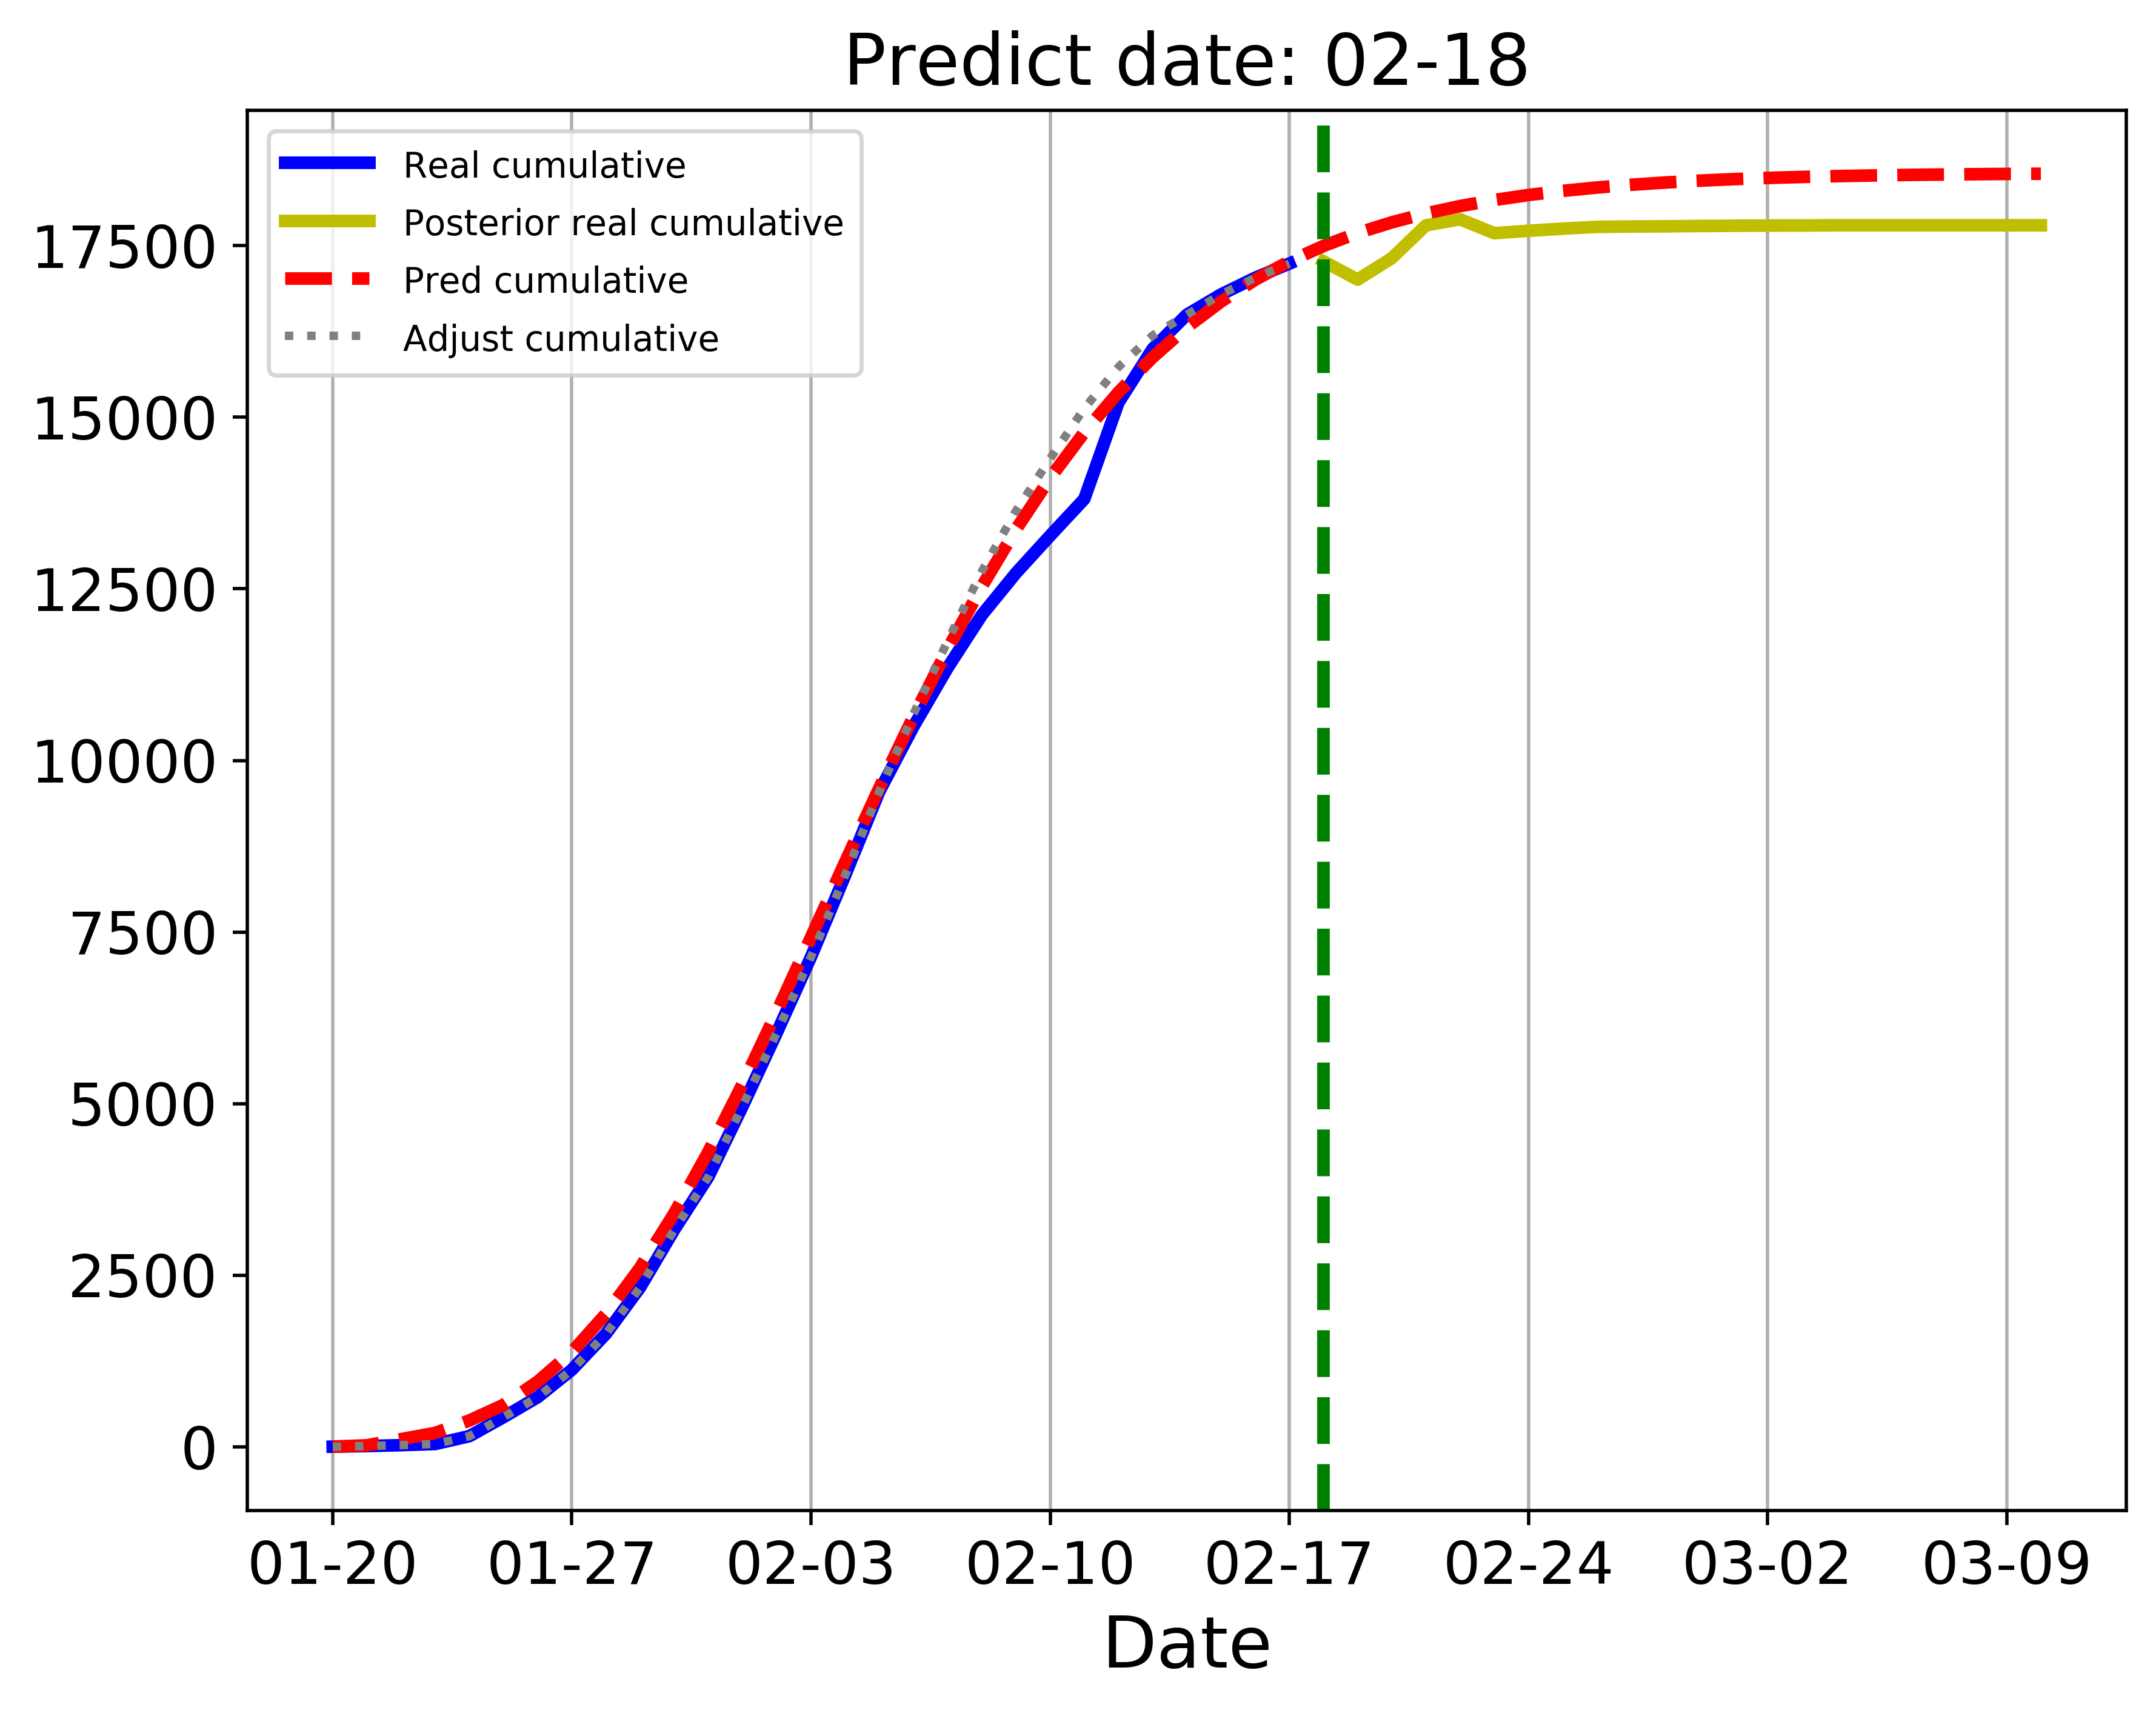 Predict date: 02-18
Real cumulative
Posterior real cumulative
Pred cumulative
Adjust cumulative
17500
15000
12500
10000
7500
5000
2500
0
01-20 01-27 02-03 02-10 02-17 02-24 03-02 03-09
Date